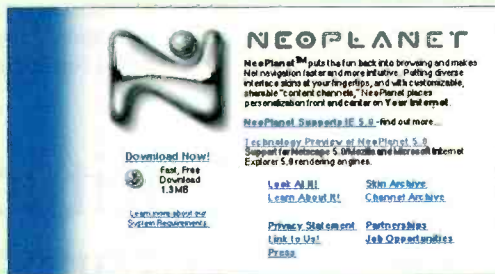 NEOPLANET
NeoPlanet™ puts the fun back into browsing and makes
Net navigation faster and more intuitive. Putting diverse
interface skins at your fingertips, and with customizable,
sharable "content channels," NeoPlanet places
personalization front and center on Your Internet.
NeoPlanet Supports IE 5.0 - find out more...
Technology Preview of NeoPlanet 5.0
Support for Netscape 5.0/Mozilla and Microsoft Internet
Explorer 5.0 rendering engines.
Download Now!
Fast, Free
Download
1.3MB
Learn more about our
System Requirements.
Look At It!
Skin Archive
Learn About It!
Channel Archive
Privacy Statement
Partnerships
Link to Us!
Job Opportunities
Press